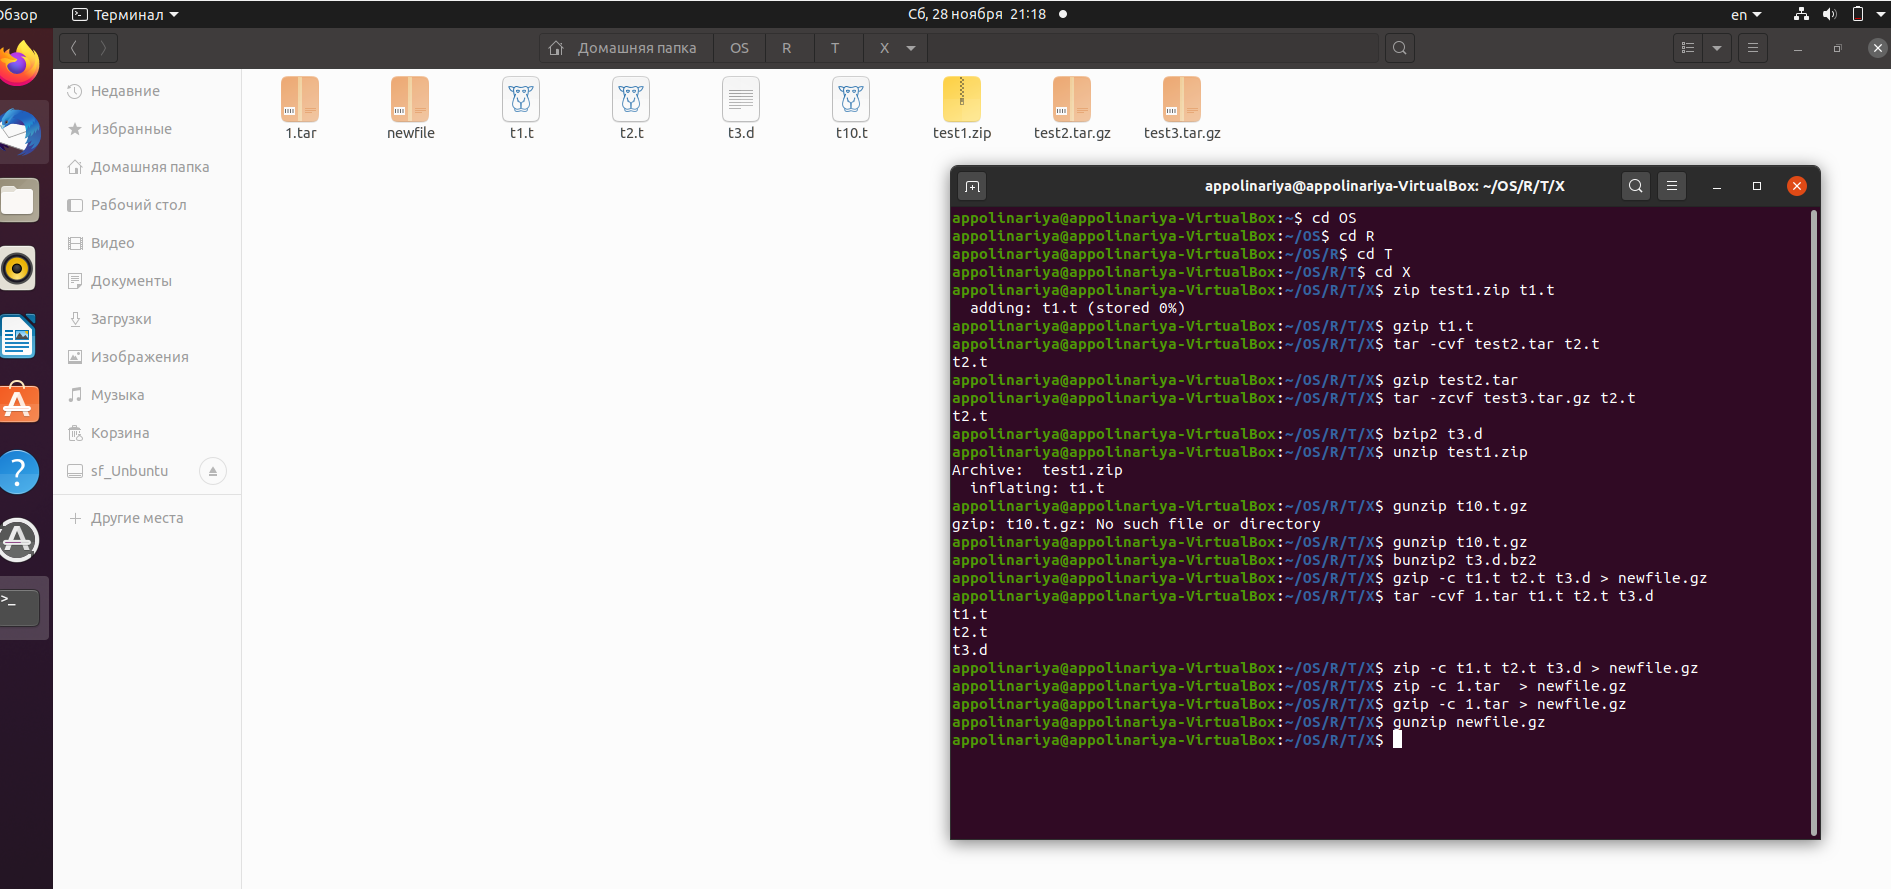 Обзор
Терминал
Сб, 28 ноября 21:18
en
Домашняя папка
OS
R
T
X
Недавние
Избранные
Домашняя папка
Рабочий стол
Видео
Документы
Загрузки
Изображения
Музыка
Корзина
sf_Unbuntu
Другие места
1.tar
newfile
t1.t
t2.t
t3.d
t10.t
test1.zip
test2.tar.gz
test3.tar.gz
appolinariya@appolinariya-VirtualBox: ~/OS/R/T/X
appolinariya@appolinariya-VirtualBox:~$ cd OS
appolinariya@appolinariya-VirtualBox:~/OS$ cd R
appolinariya@appolinariya-VirtualBox:~/OS/R$ cd T
appolinariya@appolinariya-VirtualBox:~/OS/R/T$ cd X
appolinariya@appolinariya-VirtualBox:~/OS/R/T/X$ zip test1.zip t1.t
  adding: t1.t (stored 0%)
appolinariya@appolinariya-VirtualBox:~/OS/R/T/X$ gzip t1.t
appolinariya@appolinariya-VirtualBox:~/OS/R/T/X$ tar -cvf test2.tar t2.t
t2.t
appolinariya@appolinariya-VirtualBox:~/OS/R/T/X$ gzip test2.tar
appolinariya@appolinariya-VirtualBox:~/OS/R/T/X$ tar -zcvf test3.tar.gz t2.t
t2.t
appolinariya@appolinariya-VirtualBox:~/OS/R/T/X$ bzip2 t3.d
appolinariya@appolinariya-VirtualBox:~/OS/R/T/X$ unzip test1.zip
Archive:  test1.zip
  inflating: t1.t
appolinariya@appolinariya-VirtualBox:~/OS/R/T/X$ gunzip t10.t.gz
gzip: t10.t.gz: No such file or directory
appolinariya@appolinariya-VirtualBox:~/OS/R/T/X$ gunzip t10.t.gz
appolinariya@appolinariya-VirtualBox:~/OS/R/T/X$ bunzip2 t3.d.bz2
appolinariya@appolinariya-VirtualBox:~/OS/R/T/X$ gzip -c t1.t t2.t t3.d > newfile.gz
appolinariya@appolinariya-VirtualBox:~/OS/R/T/X$ tar -cvf 1.tar t1.t t2.t t3.d
t1.t
t2.t
t3.d
appolinariya@appolinariya-VirtualBox:~/OS/R/T/X$ zip -c t1.t t2.t t3.d > newfile.gz
appolinariya@appolinariya-VirtualBox:~/OS/R/T/X$ zip -c 1.tar  > newfile.gz
appolinariya@appolinariya-VirtualBox:~/OS/R/T/X$ gzip -c 1.tar > newfile.gz
appolinariya@appolinariya-VirtualBox:~/OS/R/T/X$ gunzip newfile.gz
appolinariya@appolinariya-VirtualBox:~/OS/R/T/X$